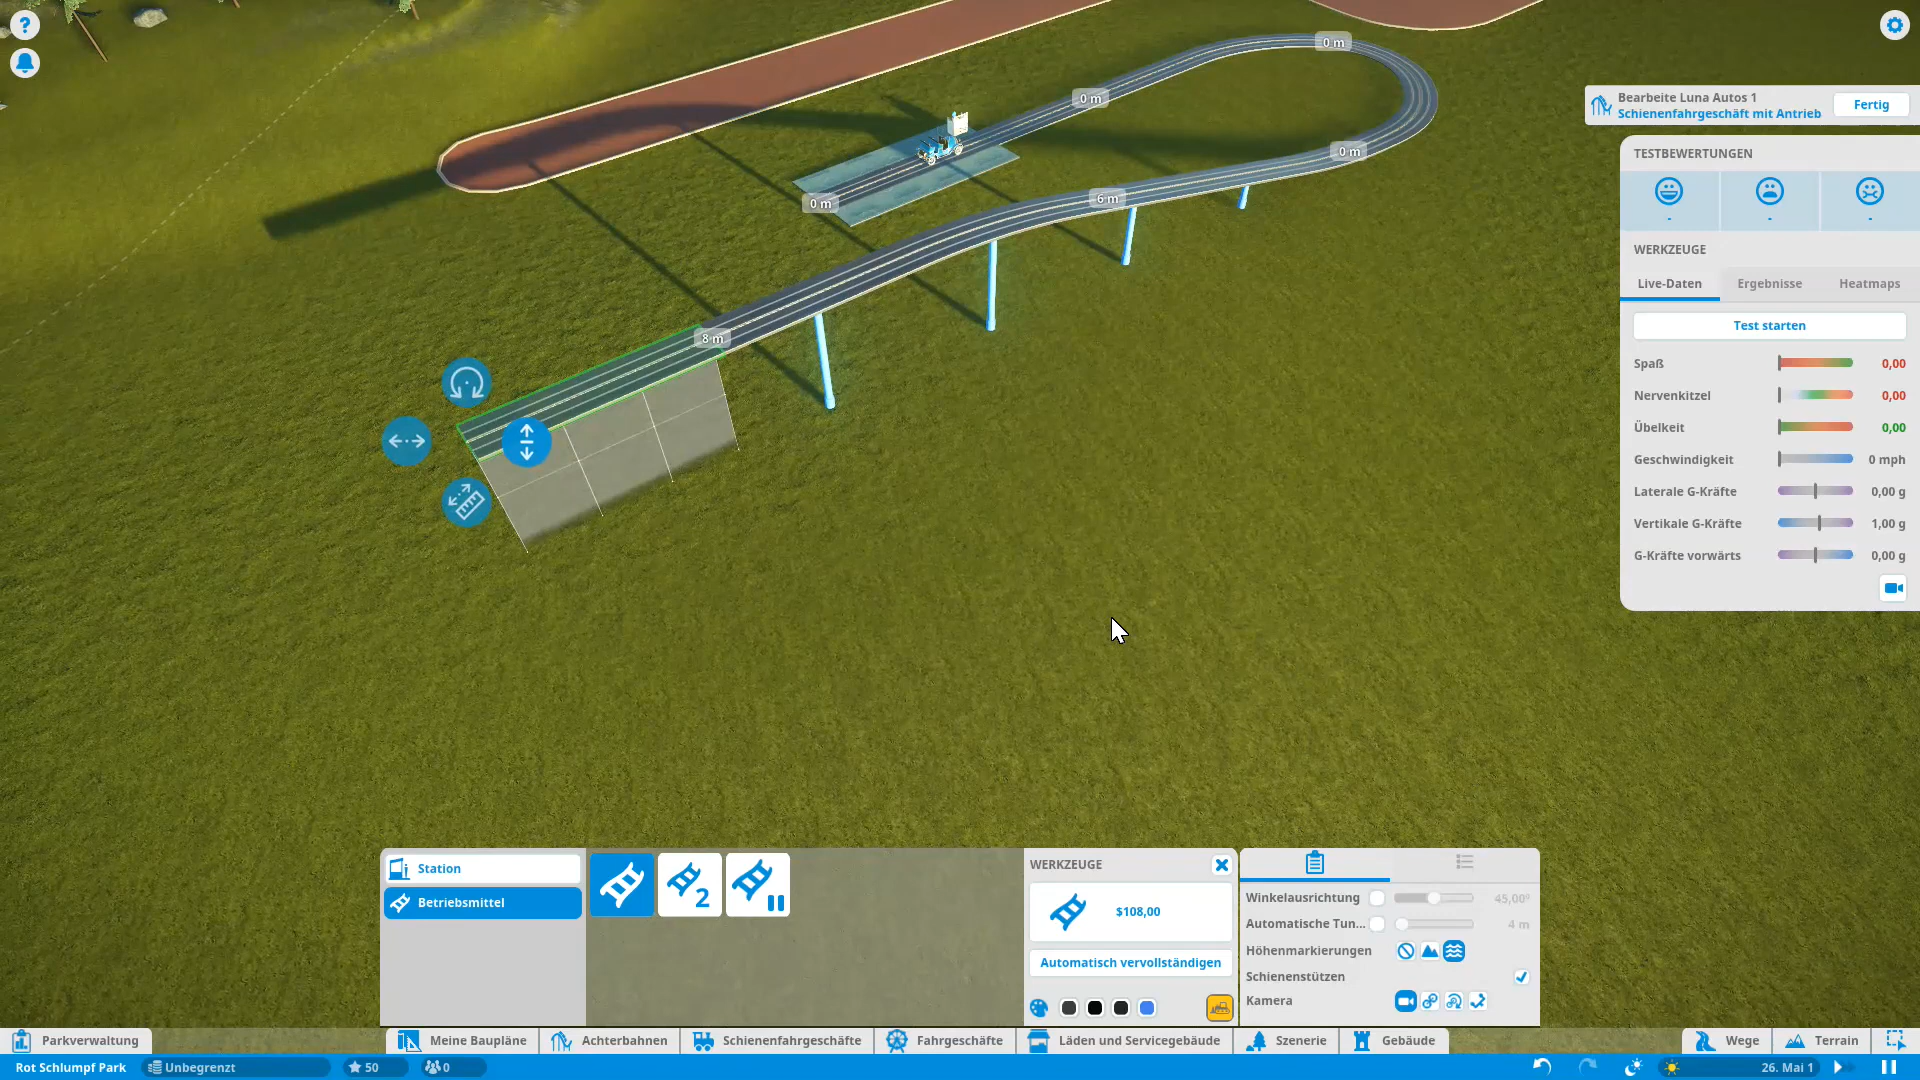 ?
0 m
0 m
0 m
0 m
6 m
8 m
Bearbeite Luna Autos 1
Schienenfahrgeschäft mit Antrieb
Fertig
TESTBEWERTUNGEN
- - -
WERKZEUGE
Live-Daten Ergebnisse Heatmaps
Test starten
Spaß 0,00
Nervenkitzel 0,00
Übelkeit 0,00
Geschwindigkeit 0 mph
Laterale G-Kräfte 0,00 g
Vertikale G-Kräfte 1,00 g
G-Kräfte vorwärts 0,00 g
Station
Betriebsmittel
2
WERKZEUGE
$108,00
Automatisch vervollständigen
Winkelausrichtung 45,00°
Automatische Tun... 4 m
Höhenmarkierungen
Schienenstützen
Kamera
Parkverwaltung
Meine Baupläne
Achterbahnen
Schienenfahrgeschäfte
Fahrgeschäfte
Läden und Servicegebäude
Szenerie
Gebäude
Wege
Terrain
Rot Schlumpf Park
Unbegrenzt
50
0
26. Mai 1